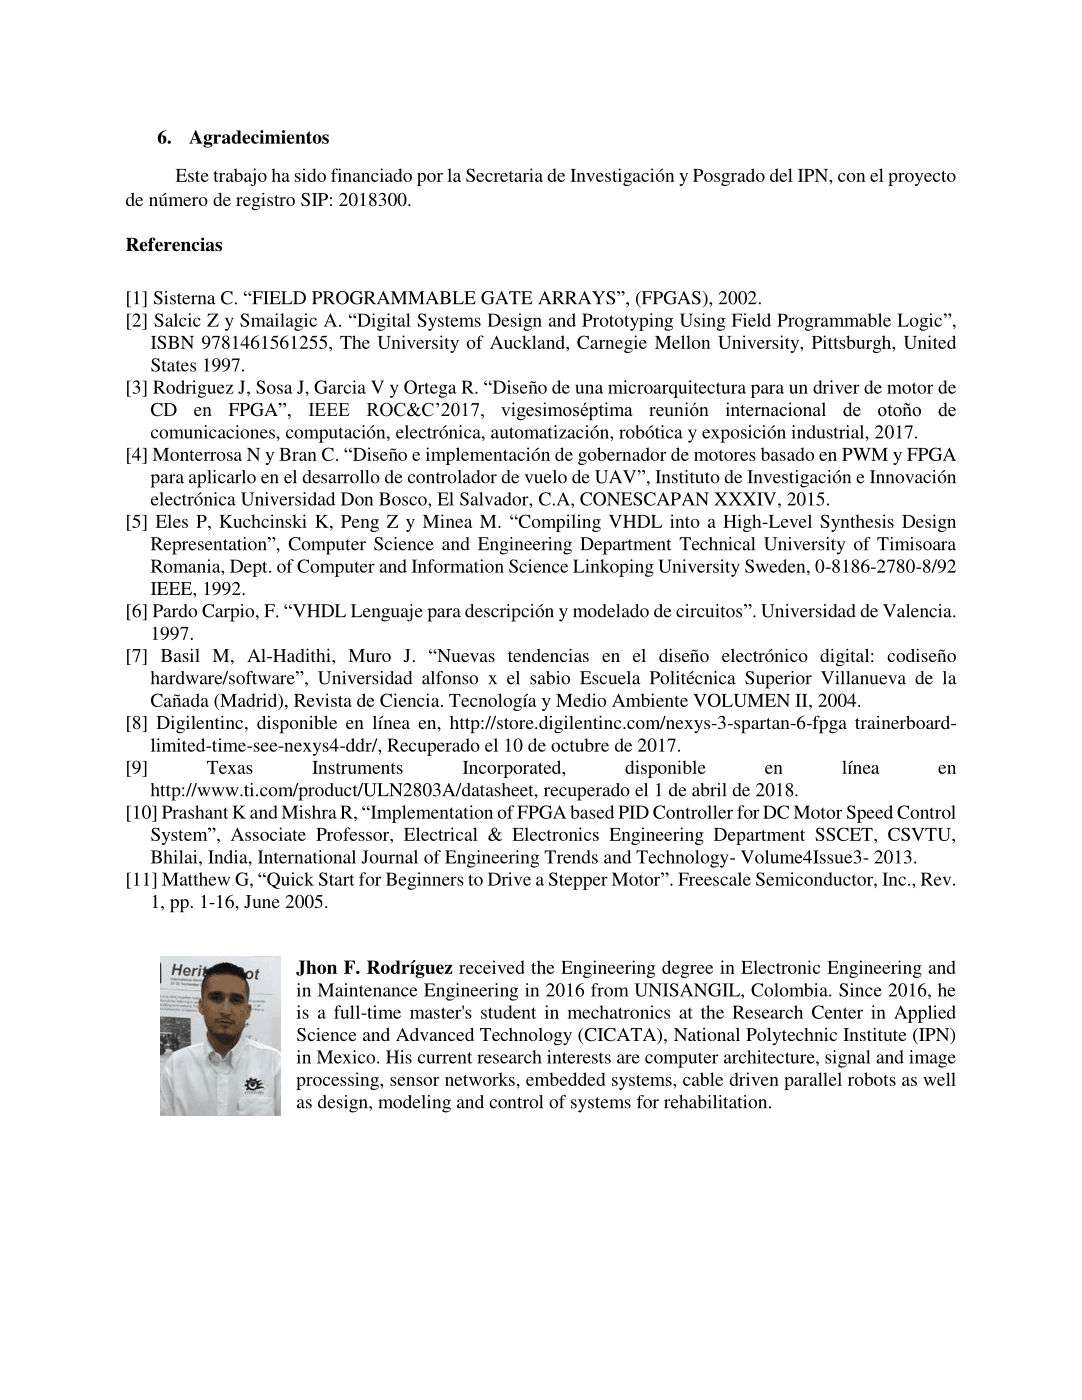 6. Agradecimientos
Este trabajo ha sido financiado por la Secretaria de Investigación y Posgrado del IPN, con el proyecto
de número de registro SIP: 2018300.
Referencias
[1] Sisterna C. “FIELD PROGRAMMABLE GATE ARRAYS”, (FPGAS), 2002.
[2] Salcic Z y Smailagic A. “Digital Systems Design and Prototyping Using Field Programmable Logic”,
ISBN 9781461561255, The University of Auckland, Carnegie Mellon University, Pittsburgh, United
States 1997.
[3] Rodriguez J, Sosa J, Garcia V y Ortega R. “Diseño de una microarquitectura para un driver de motor de
CD en FPGA”, IEEE ROC&C’2017, vigesimoséptima reunión internacional de otoño de
comunicaciones, computación, electrónica, automatización, robótica y exposición industrial, 2017.
[4] Monterrosa N y Bran C. “Diseño e implementación de gobernador de motores basado en PWM y FPGA
para aplicarlo en el desarrollo de controlador de vuelo de UAV”, Instituto de Investigación e Innovación
electrónica Universidad Don Bosco, El Salvador, C.A, CONESCAPAN XXXIV, 2015.
[5] Eles P, Kuchcinski K, Peng Z y Minea M. “Compiling VHDL into a High-Level Synthesis Design
Representation”, Computer Science and Engineering Department Technical University of Timisoara
Romania, Dept. of Computer and Information Science Linkoping University Sweden, 0-8186-2780-8/92
IEEE, 1992.
[6] Pardo Carpio, F. “VHDL Lenguaje para descripción y modelado de circuitos”. Universidad de Valencia.
1997.
[7] Basil M, Al-Hadithi, Muro J. “Nuevas tendencias en el diseño electrónico digital: codiseño
hardware/software”, Universidad alfonso x el sabio Escuela Politécnica Superior Villanueva de la
Cañada (Madrid), Revista de Ciencia. Tecnología y Medio Ambiente VOLUMEN II, 2004.
[8] Digilentinc, disponible en línea en, http://store.digilentinc.com/nexys-3-spartan-6-fpga trainerboard-
limited-time-see-nexys4-ddr/, Recuperado el 10 de octubre de 2017.
[9] Texas Instruments Incorporated, disponible en línea en
http://www.ti.com/product/ULN2803A/datasheet, recuperado el 1 de abril de 2018.
[10] Prashant K and Mishra R, “Implementation of FPGA based PID Controller for DC Motor Speed Control
System”, Associate Professor, Electrical & Electronics Engineering Department SSCET, CSVTU,
Bhilai, India, International Journal of Engineering Trends and Technology- Volume4Issue3- 2013.
[11] Matthew G, “Quick Start for Beginners to Drive a Stepper Motor”. Freescale Semiconductor, Inc., Rev.
1, pp. 1-16, June 2005.
Jhon F. Rodríguez received the Engineering degree in Electronic Engineering and
in Maintenance Engineering in 2016 from UNISANGIL, Colombia. Since 2016, he
is a full-time master's student in mechatronics at the Research Center in Applied
Science and Advanced Technology (CICATA), National Polytechnic Institute (IPN)
in Mexico. His current research interests are computer architecture, signal and image
processing, sensor networks, embedded systems, cable driven parallel robots as well
as design, modeling and control of systems for rehabilitation.